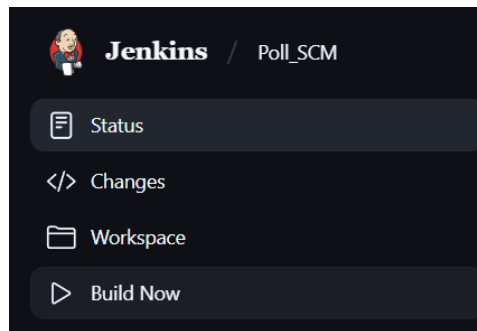 Jenkins / Poll_SCM
Status
Changes
Workspace
Build Now